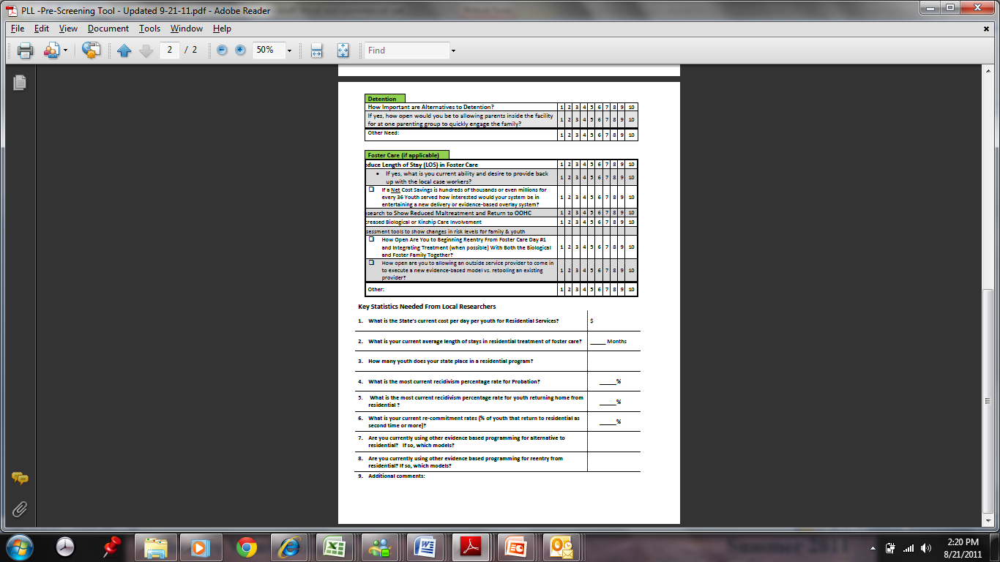 PLL -Pre-Screening Tool - Updated 9-21-11.pdf - Adobe Reader
File Edit View Document Tools Window Help
2 / 2 50% Find
Detention
How Important are Alternatives to Detention? 1 2 3 4 5 6 7 8 9 10
If yes, how open would you be to allowing parents inside the facility
for at one parenting group to quickly engage the family? 1 2 3 4 5 6 7 8 9 10
Other Need: 1 2 3 4 5 6 7 8 9 10
Foster Care (if applicable)
educe Length of Stay (LOS) in Foster Care 1 2 3 4 5 6 7 8 9 10
• If yes, what is you current ability and desire to provide back
up with the local case workers? 1 2 3 4 5 6 7 8 9 10
If a Net Cost Savings is hundreds of thousands or even millions for
every 36 Youth served how interested would your system be in 1 2 3 4 5 6 7 8 9 10
entertaining a new delivery or evidence-based overlay system?
esearch to Show Reduced Maltreatment and Return to OOHC 1 2 3 4 5 6 7 8 9 10
creased Biological or Kinship Care Involvement 1 2 3 4 5 6 7 8 9 10
sessment tools to show changes in risk levels for family & youth
How Open Are You to Beginning Reentry From Foster Care Day #1
and Integrating Treatment (when possible) With Both the Biological 1 2 3 4 5 6 7 8 9 10
and Foster Family Together?
How open are you to allowing an outside service provider to come in
to execute a new evidence-based model vs. retooling an existing 1 2 3 4 5 6 7 8 9 10
provider?
Other: 1 2 3 4 5 6 7 8 9 10
Key Statistics Needed From Local Researchers
1. What is the State's current cost per day per youth for Residential Services? $
2. What is your current average length of stays in residential treatment of foster care? _____ Months
3. How many youth does your state place in a residential program?
4. What is the most current recidivism percentage rate for Probation? _____%
5. What is the most current recidivism percentage rate for youth returning home from
residential ? _____%
6. What is your current re-commitment rates (% of youth that return to residential as
second time or more)? _____%
7. Are you currently using other evidence based programming for alternative to
residential? If so, which models?
8. Are you currently using other evidence based programming for reentry from
residential? If so, which models?
9. Additional comments:
2:20 PM
8/21/2011